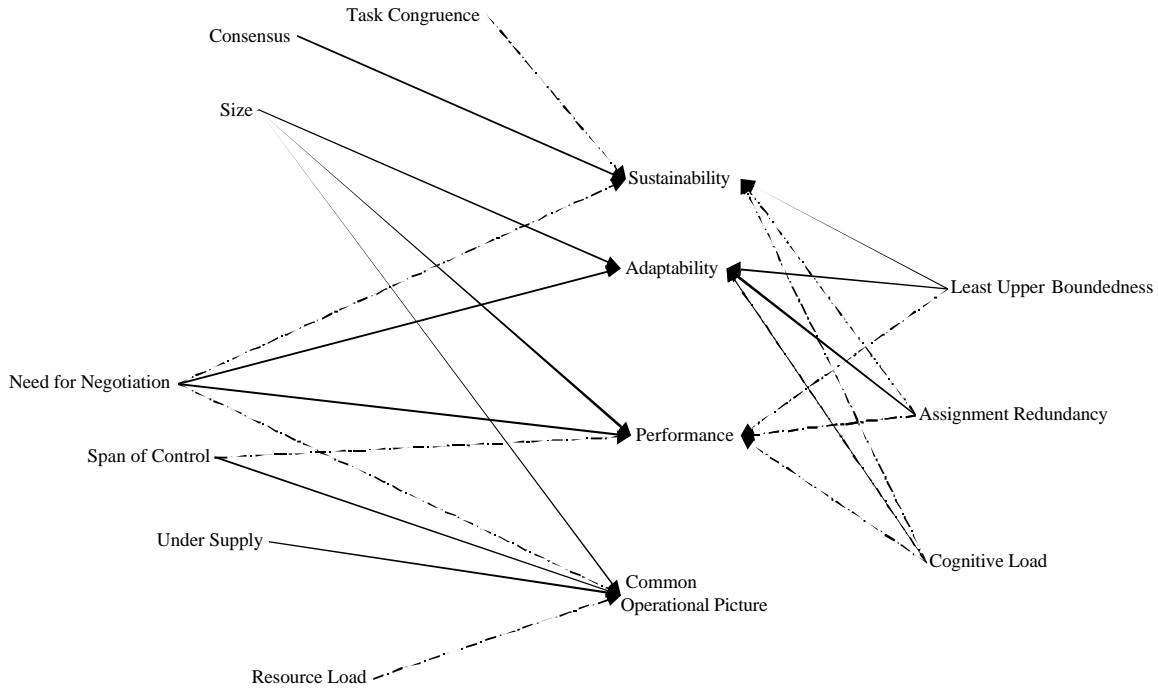 Task Congruence
Consensus
Size
Sustainability
Adaptability
Least Upper Boundedness
Need for Negotiation
Assignment Redundancy
Performance
Span of Control
Under Supply
Cognitive Load
Common
Operational Picture
Resource Load